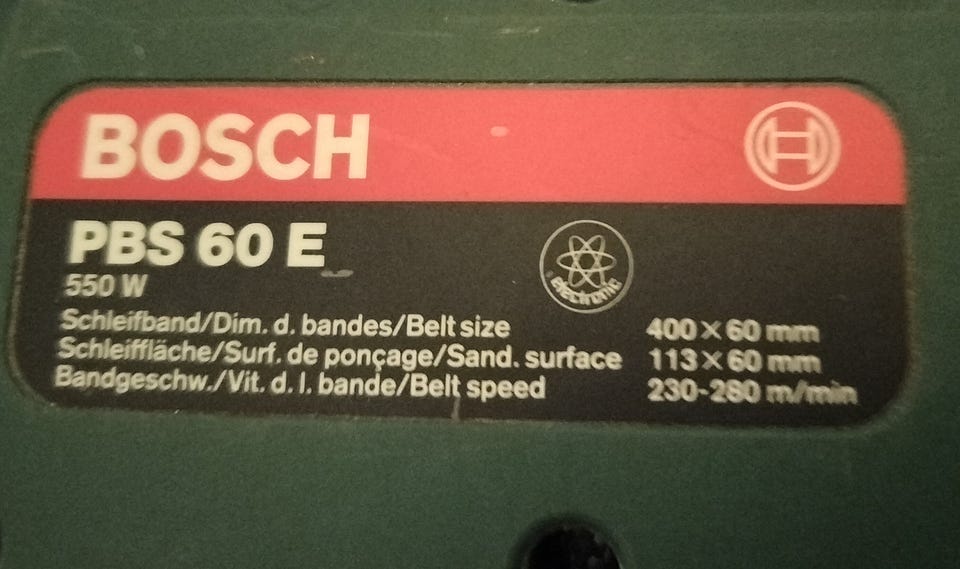 BOSCH
PBS 60 E
electronic
550 W
Schleifband/Dim. d. bandes/Belt size 400 × 60 mm
Schleiffläche/Surf. de ponçage/Sand. surface 113 × 60 mm
Bandgeschw./Vit. d. l. bande/Belt speed 230-280 m/min